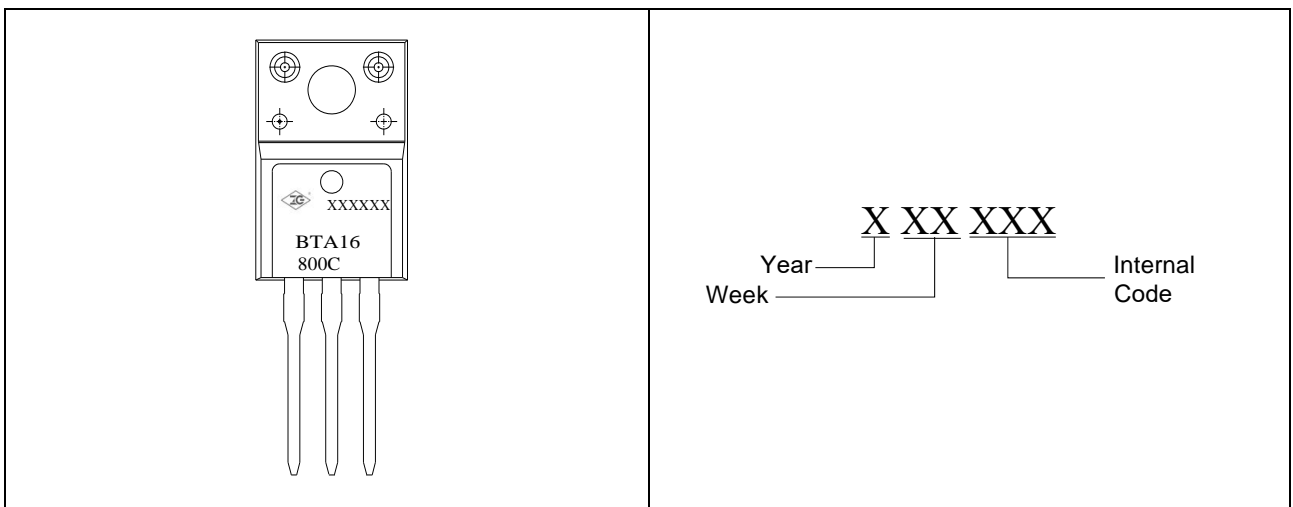 XXXXXX
BTA16
800C
X XX XXX
Year
Week
Internal
Code